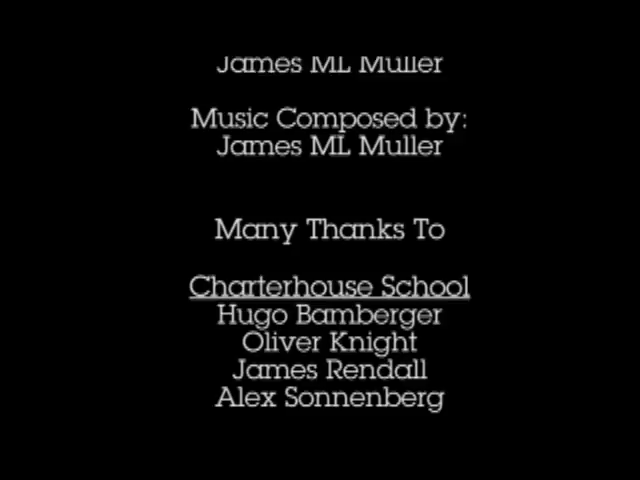 James ML Muller
Music Composed by:
James ML Muller
Many Thanks To
Charterhouse School
Hugo Bamberger
Oliver Knight
James Rendall
Alex Sonnenberg